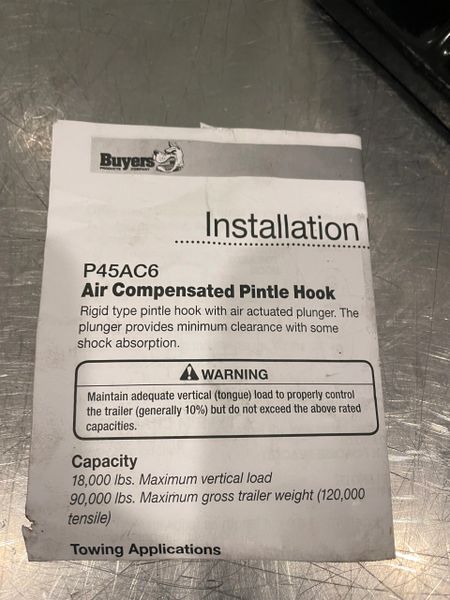 Buyers
PRODUCTS COMPANY
Installation
P45AC6
Air Compensated Pintle Hook
Rigid type pintle hook with air actuated plunger. The
plunger provides minimum clearance with some
shock absorption.
WARNING
Maintain adequate vertical (tongue) load to properly control
the trailer (generally 10%) but do not exceed the above rated
capacities.
Capacity
18,000 lbs. Maximum vertical load
90,000 lbs. Maximum gross trailer weight (120,000
tensile)
Towing Applications